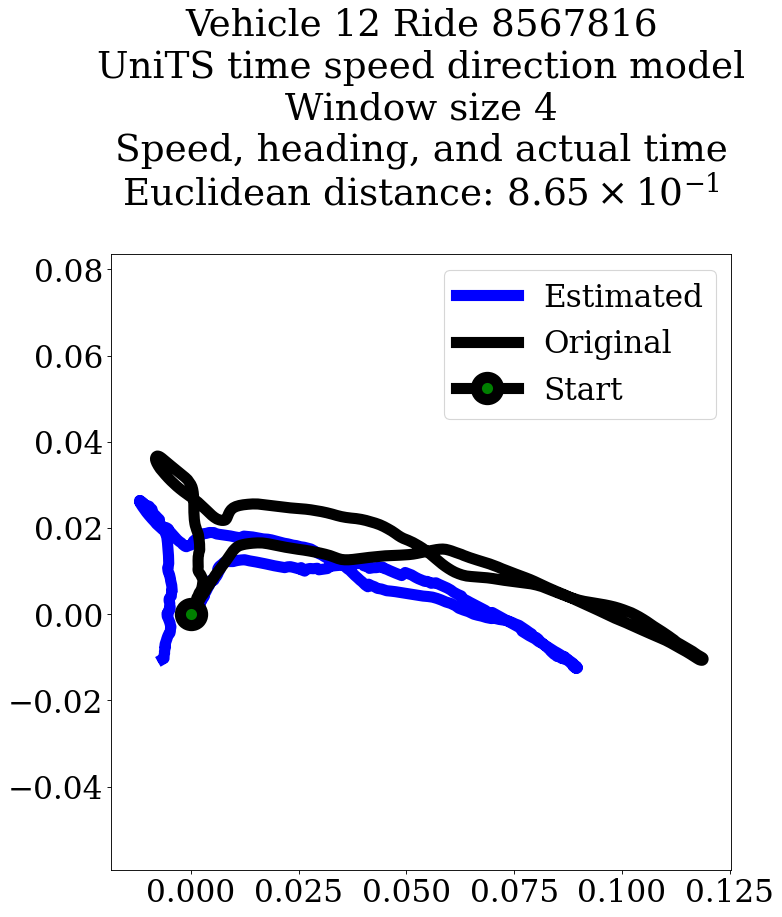 Vehicle 12 Ride 8567816
UniTS time speed direction model
Window size 4
Speed, heading, and actual time
Euclidean distance: 8.65 × 10⁻¹
Estimated
Original
Start
0.08
0.06
0.04
0.02
0.00
−0.02
−0.04
0.000 0.025 0.050 0.075 0.100 0.125